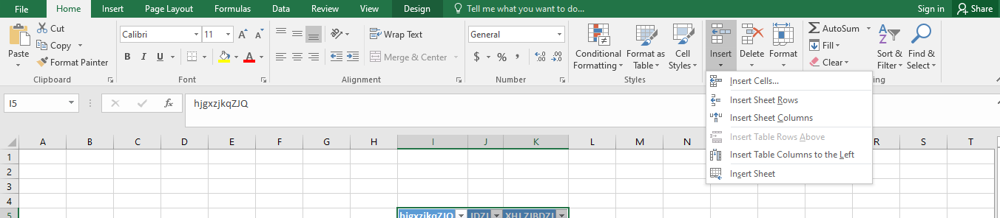 File Home Insert Page Layout Formulas Data Review View Design Tell me what you want to do... Sign in Share
Cut
Copy
Format Painter
Paste
Clipboard
Calibri 11 A A
B I U A
Font
Wrap Text
Merge & Center
Alignment
General
$ % , .0 .00 .00 .0
Number
Conditional Formatting
Format as Table
Cell Styles
Styles
Insert Delete Format
AutoSum
Fill
Clear
Sort & Filter
Find & Select
Insert Cells...
Insert Sheet Rows
Insert Sheet Columns
Insert Table Rows Above
Insert Table Columns to the Left
Insert Sheet
I5 fx hjgxzjkqZJQ
A B C D E F G H I J K L M N R S T
1
2
3
4
5 hjgxzjkqZJQ